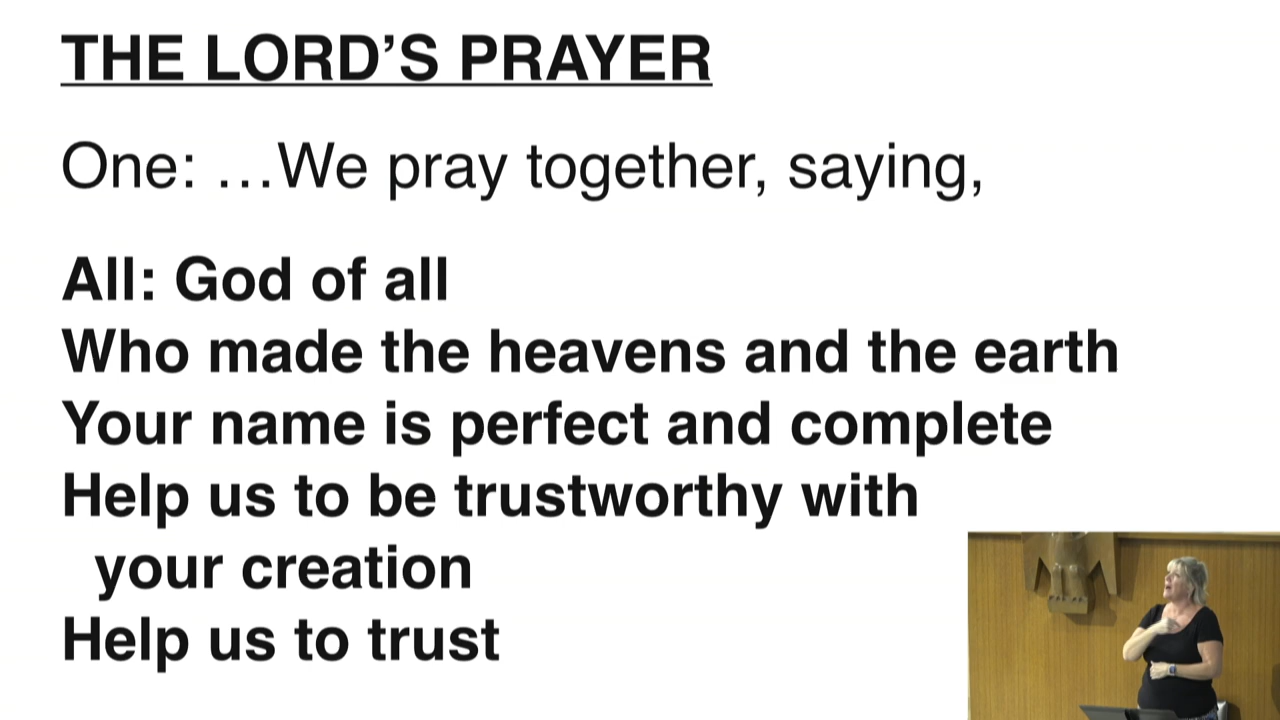 THE LORD’S PRAYER
One: …We pray together, saying,
All: God of all
Who made the heavens and the earth
Your name is perfect and complete
Help us to be trustworthy with
your creation
Help us to trust